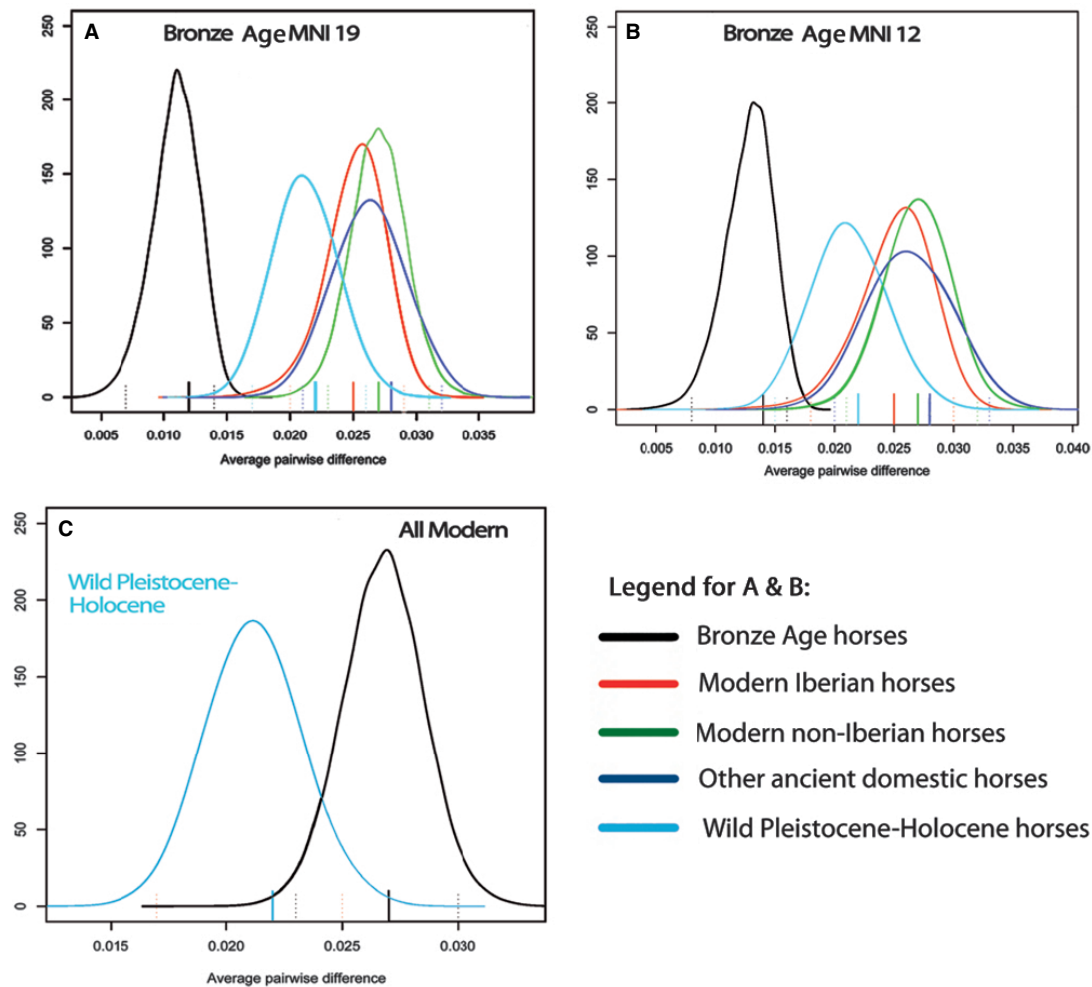 A
Bronze Age MNI 19
250
200
150
100
50
0
0.005 0.010 0.015 0.020 0.025 0.030 0.035
Average pairwise difference
B
Bronze Age MNI 12
250
200
150
100
50
0
0.005 0.010 0.015 0.020 0.025 0.030 0.035 0.040
Average pairwise difference
C
All Modern
Wild Pleistocene-
Holocene
250
200
150
100
50
0
0.015 0.020 0.025 0.030
Average pairwise difference
Legend for A & B:
Bronze Age horses
Modern Iberian horses
Modern non-Iberian horses
Other ancient domestic horses
Wild Pleistocene-Holocene horses